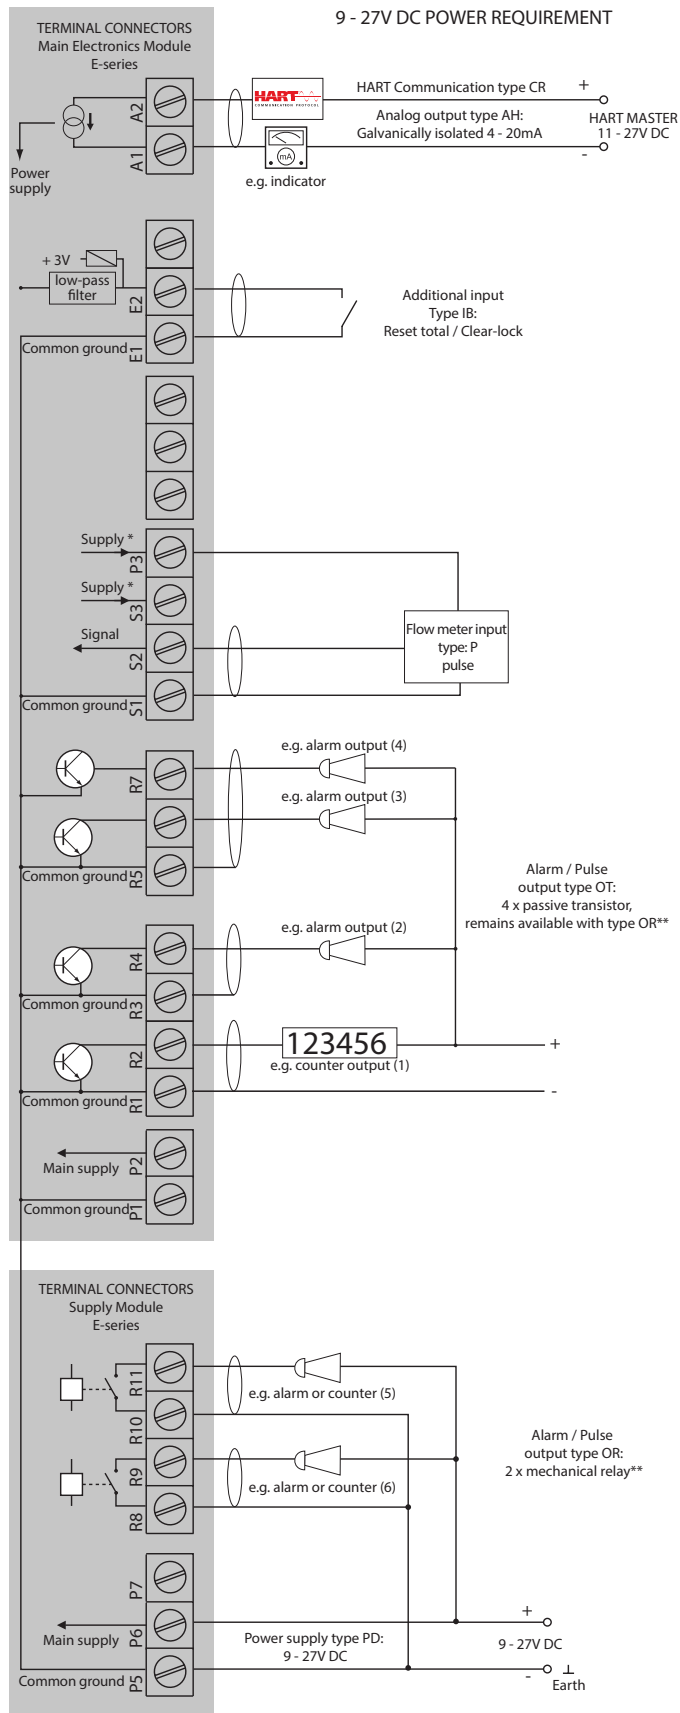 9 - 27V DC POWER REQUIREMENT
TERMINAL CONNECTORS
Main Electronics Module
E-series
A2
HART
COMMUNICATION PROTOCOL
HART Communication type CR
+
Analog output type AH:
Galvanically isolated 4 - 20mA
HART MASTER
11 - 27V DC
A1
mA
-
Power
supply
e.g. indicator
+ 3V
low-pass
filter
E2
Additional input
Type IB:
Reset total / Clear-lock
Common ground
E1
Supply *
P3
Supply *
S3
Signal
S2
Flow meter input
type: P
pulse
Common ground
S1
e.g. alarm output (4)
R7
e.g. alarm output (3)
Common ground
R5
Alarm / Pulse
output type OT:
4 x passive transistor,
remains available with type OR**
e.g. alarm output (2)
R4
Common ground
R3
R2
123456
+
e.g. counter output (1)
Common ground
R1
-
Main supply
P2
Common ground
P1
TERMINAL CONNECTORS
Supply Module
E-series
R11
e.g. alarm or counter (5)
R10
Alarm / Pulse
output type OR:
2 x mechanical relay**
R9
e.g. alarm or counter (6)
R8
P7
+
Main supply
P6
Power supply type PD:
9 - 27V DC
9 - 27V DC
Common ground
P5
-
Earth